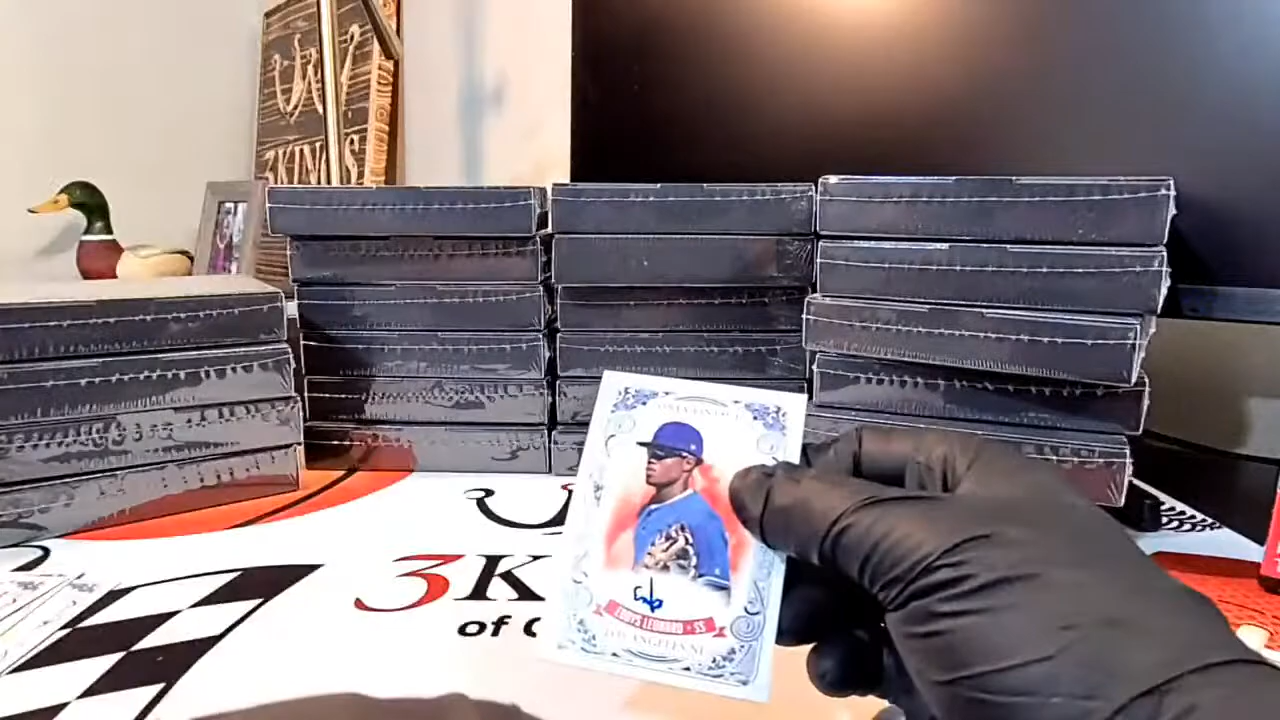 3KINGS
3K
of C
EDDYS LEONARD • SS
LOS ANGELES NL